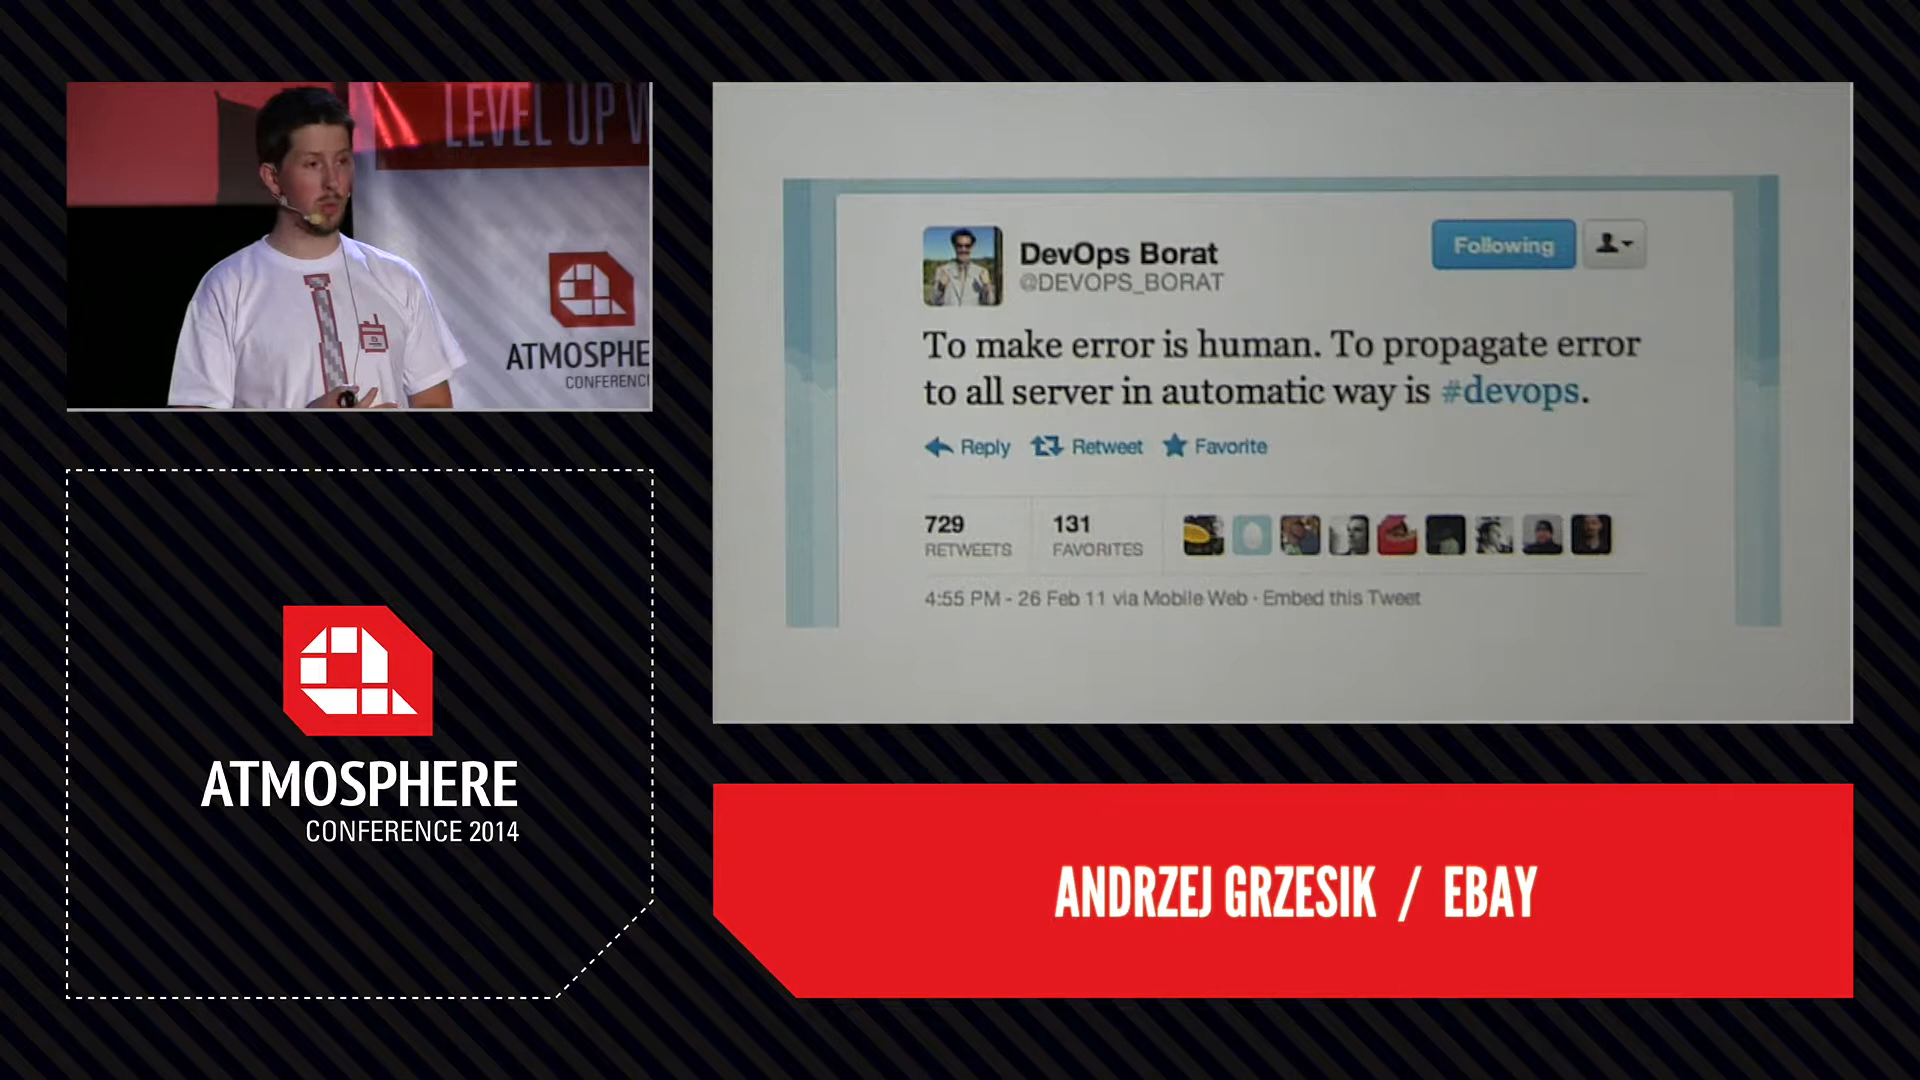 LEVEL UP W
ATMOSPHE
CONFERENC
DevOps Borat
@DEVOPS_BORAT
Following
To make error is human. To propagate error
to all server in automatic way is #devops.
Reply Retweet Favorite
729 131
RETWEETS FAVORITES
4:55 PM - 26 Feb 11 via Mobile Web · Embed this Tweet
ATMOSPHERE
CONFERENCE 2014
ANDRZEJ GRZESIK / EBAY